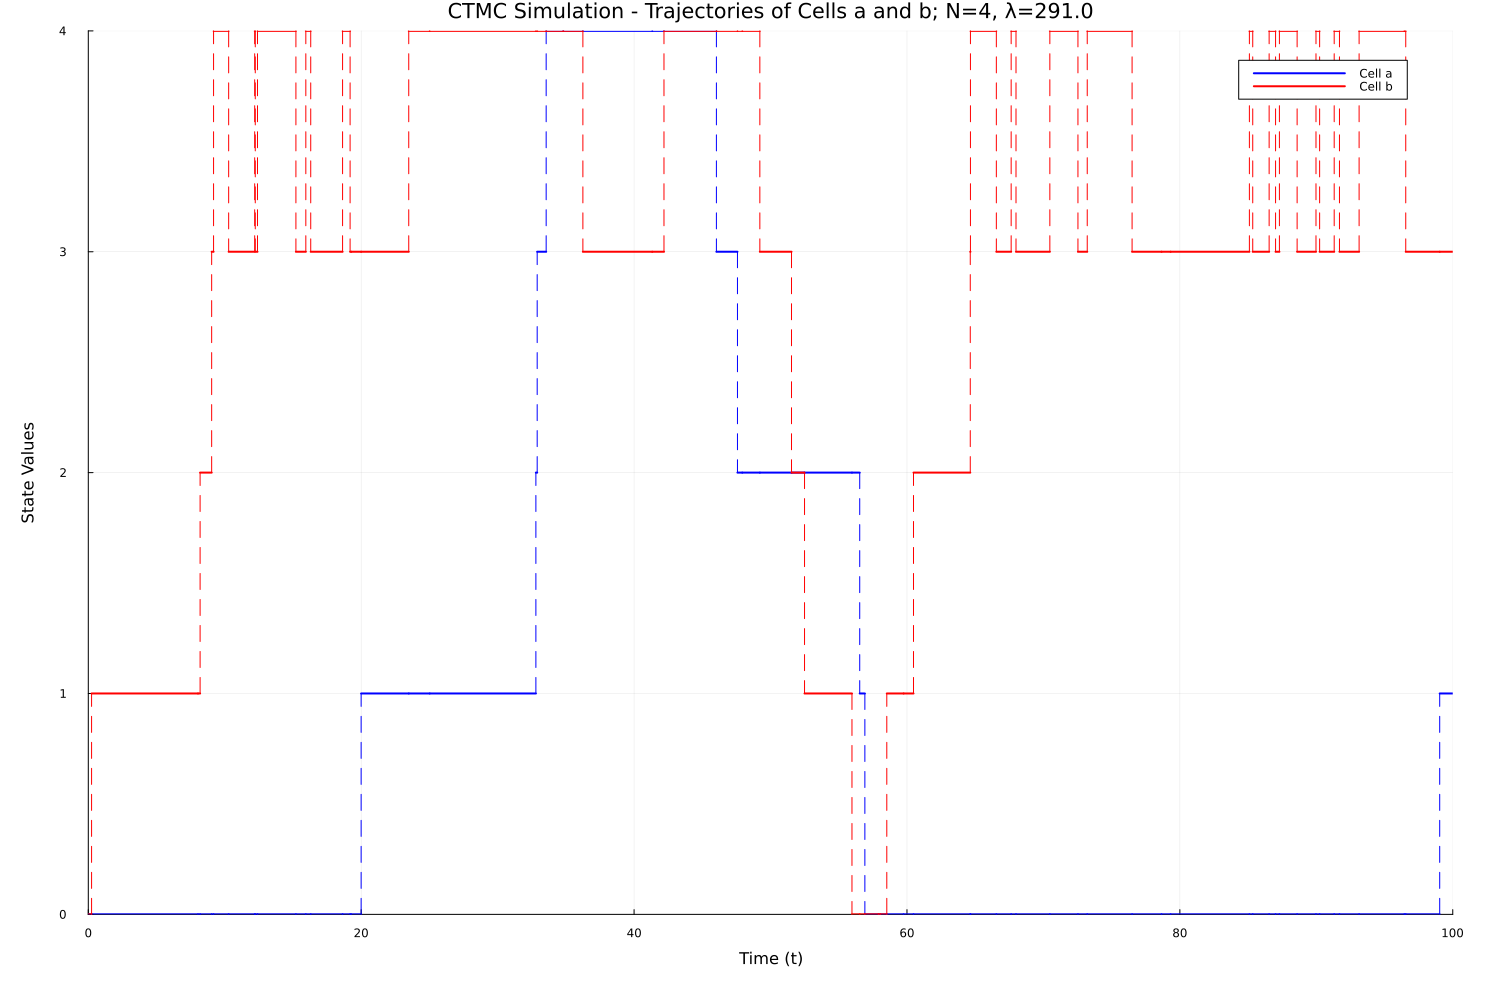 CTMC Simulation - Trajectories of Cells a and b; N=4, λ=291.0
4
Cell a
Cell b
3
State Values
2
1
0
0 20 40 60 80 100
Time (t)